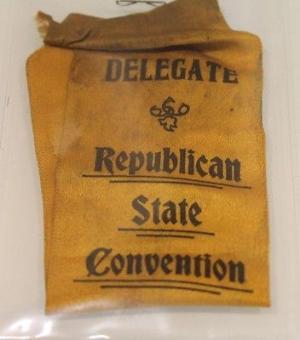 DELEGATE
Republican
State
Convention